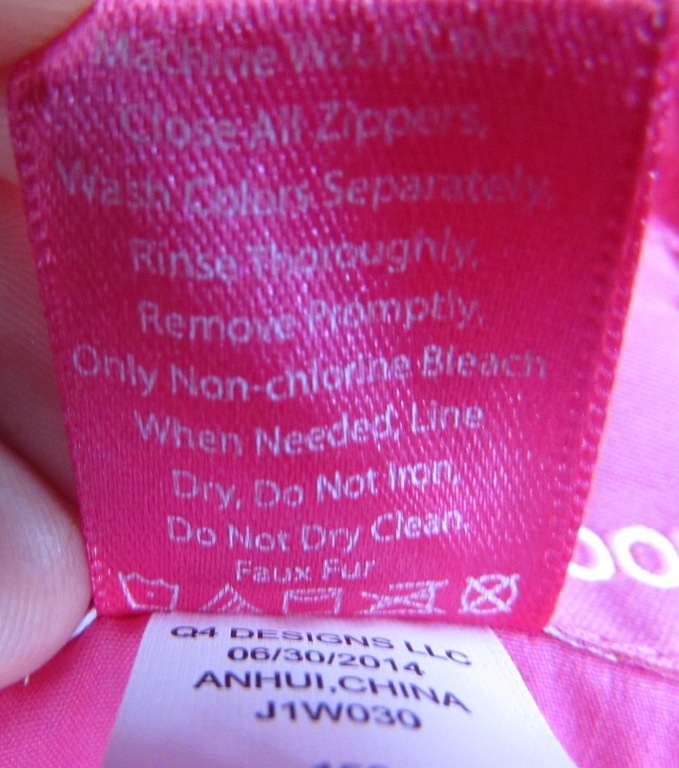 Machine Wash Cold
Close All Zippers,
Wash Colors Separately,
Rinse Thoroughly,
Remove Promptly,
Only Non-chlorine Bleach
When Needed, Line
Dry, Do Not Iron,
Do Not Dry Clean.
Faux Fur
Q4 DESIGNS LLC
06/30/2014
ANHUI,CHINA
J1W030